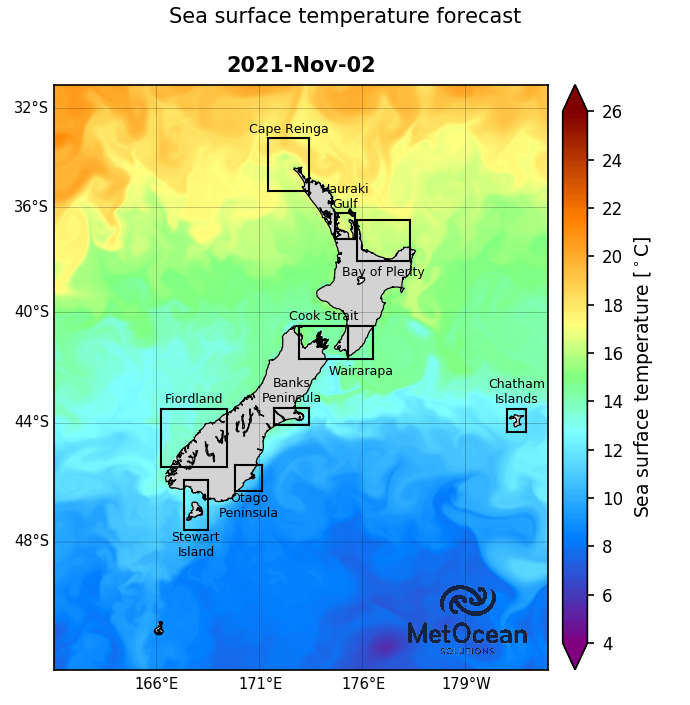 Sea surface temperature forecast
2021-Nov-02
32°S
36°S
40°S
44°S
48°S
Cape Reinga
Hauraki
Gulf
Bay of Plenty
Cook Strait
Wairarapa
Banks
Peninsula
Fiordland
Chatham
Islands
Otago
Peninsula
Stewart
Island
MetOcean
SOLUTIONS
166°E
171°E
176°E
179°W
26
24
22
20
18
16
14
12
10
8
6
4
Sea surface temperature [°C]